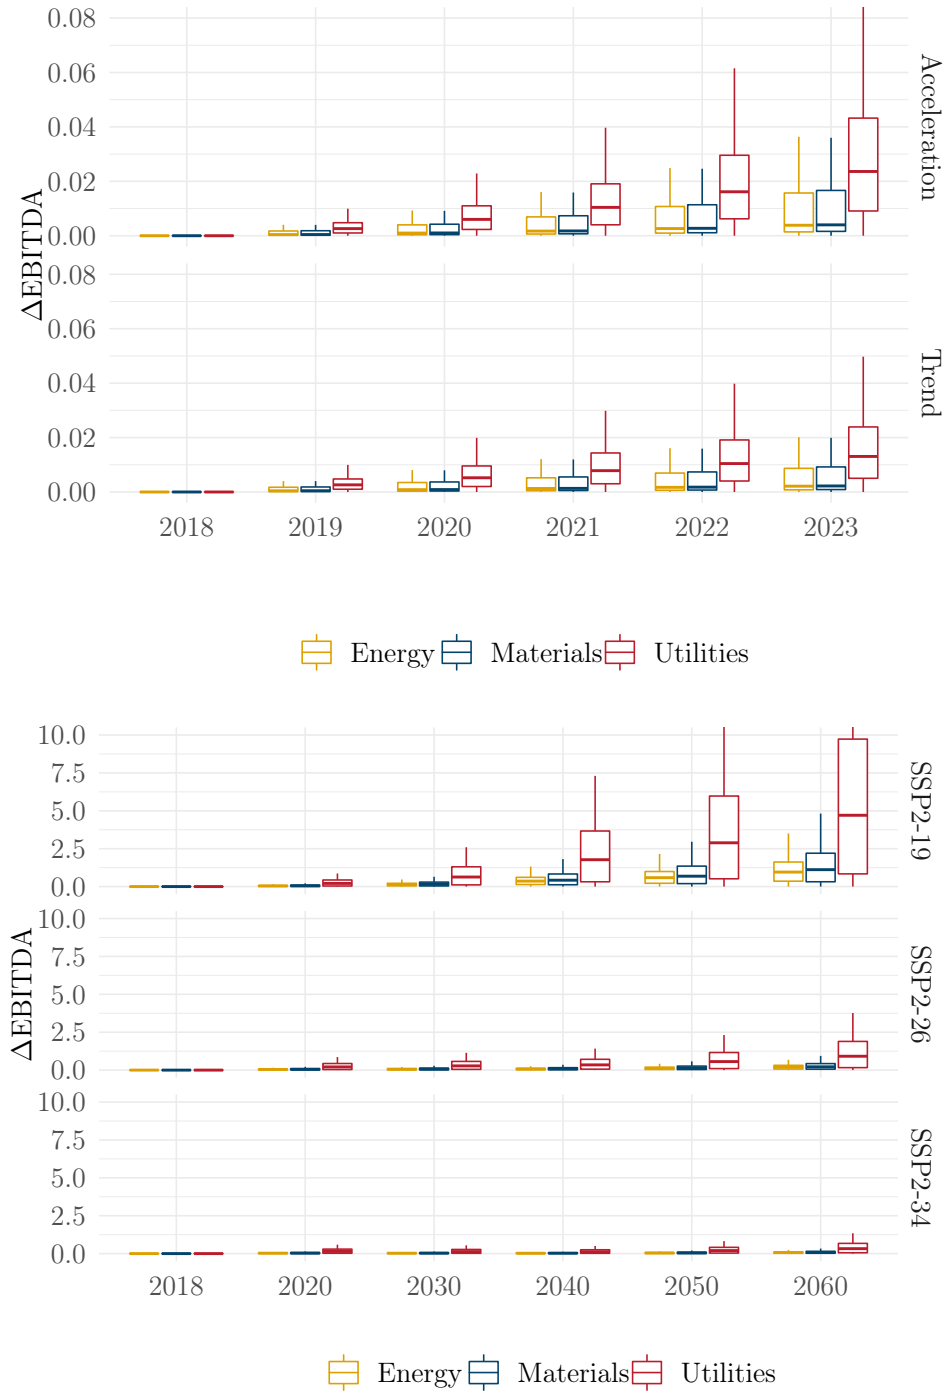 0.08
0.06
0.04
0.02
0.00
Acceleration
ΔEBITDA
0.08
0.06
0.04
0.02
0.00
Trend
2018 2019 2020 2021 2022 2023
Energy Materials Utilities
10.0
7.5
5.0
2.5
0.0
SSP2-19
ΔEBITDA
10.0
7.5
5.0
2.5
0.0
SSP2-26
10.0
7.5
5.0
2.5
0.0
SSP2-34
2018 2020 2030 2040 2050 2060
Energy Materials Utilities